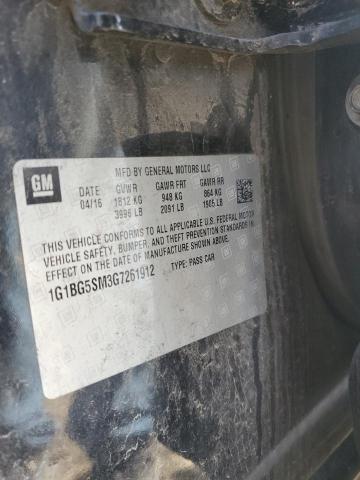 GM
MFD BY GENERAL MOTORS LLC
DATE GVWR GAWR FRT GAWR RR
04/16 1812 KG 948 KG 864 KG
3996 LB 2091 LB 1905 LB
THIS VEHICLE CONFORMS TO ALL APPLICABLE U.S. FEDERAL MOTOR
VEHICLE SAFETY, BUMPER, AND THEFT PREVENTION STANDARDS IN
EFFECT ON THE DATE OF MANUFACTURE SHOWN ABOVE.
1G1BG5SM3G7261912 TYPE: PASS CAR